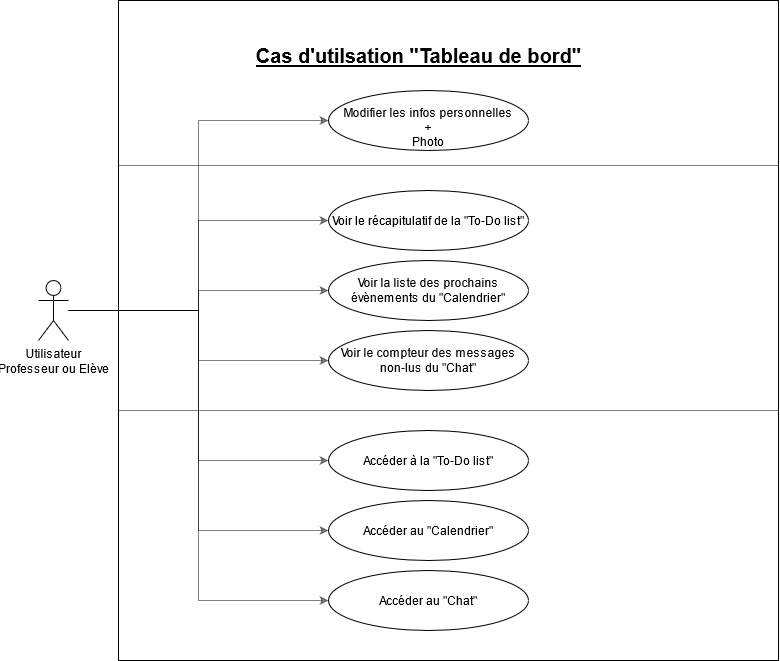 Cas d'utilsation "Tableau de bord"
Modifier les infos personnelles
+
Photo
Voir le récapitulatif de la "To-Do list"
Voir la liste des prochains
évènements du "Calendrier"
Voir le compteur des messages
non-lus du "Chat"
Utilisateur
Professeur ou Elève
Accéder à la "To-Do list"
Accéder au "Calendrier"
Accéder au "Chat"